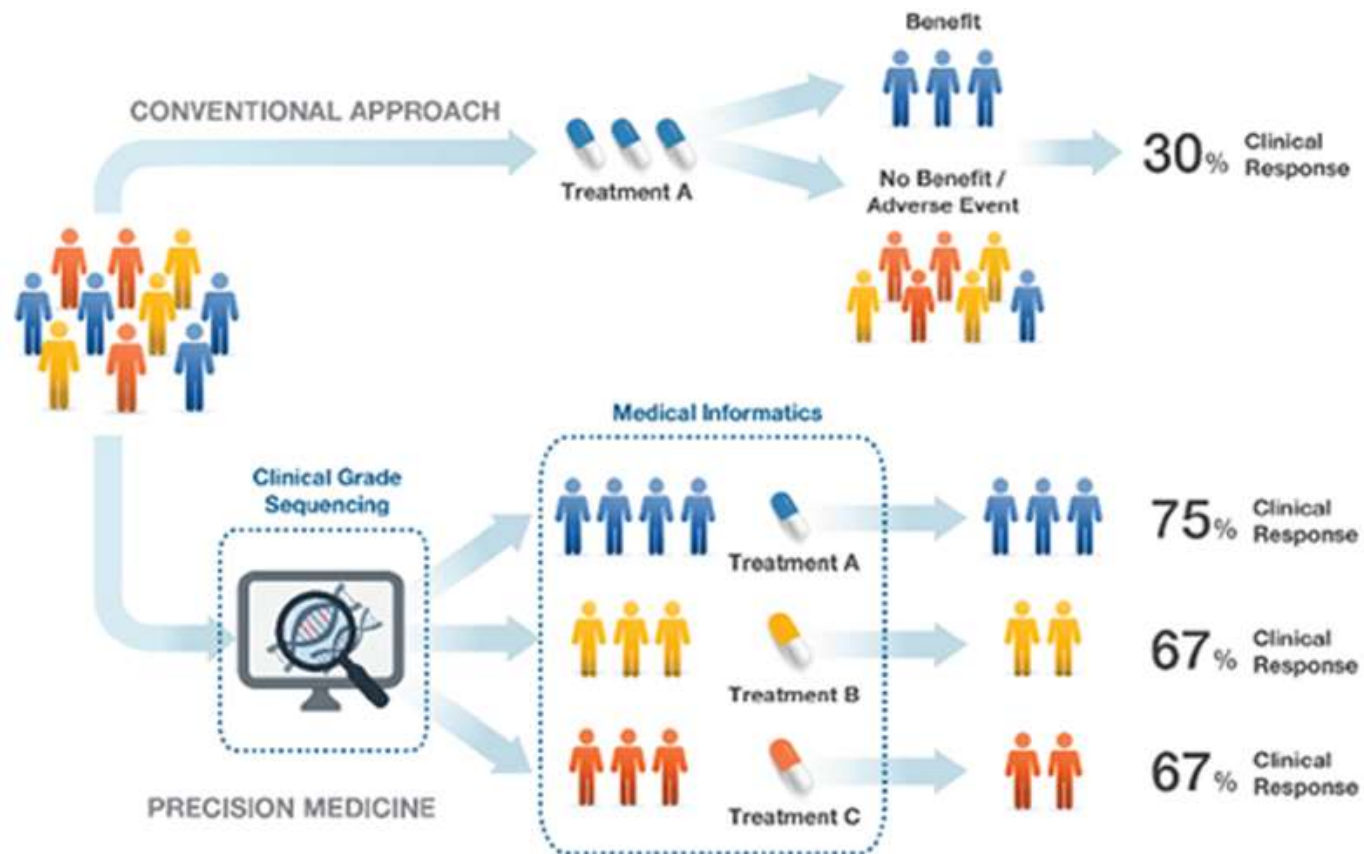 Benefit
CONVENTIONAL APPROACH
Treatment A
No Benefit /
Adverse Event
30% Clinical
Response
Medical Informatics
Clinical Grade
Sequencing
Treatment A
75% Clinical
Response
Treatment B
67% Clinical
Response
Treatment C
67% Clinical
Response
PRECISION MEDICINE